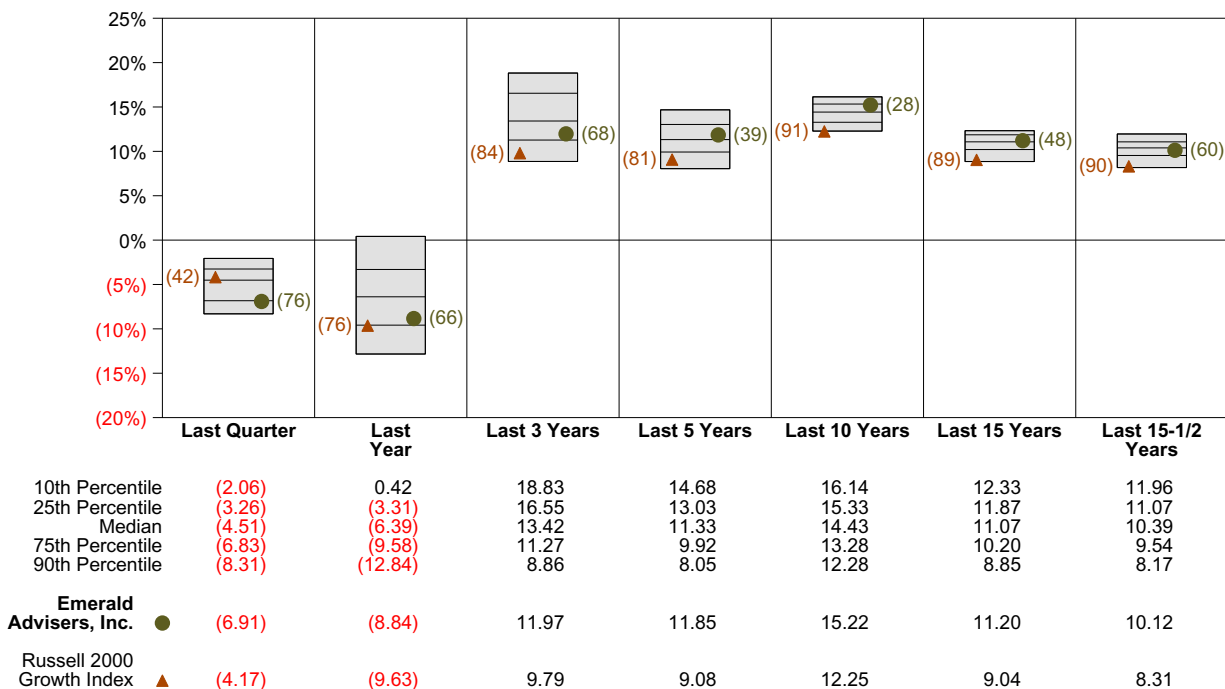 25%
20%
15%
10%
5%
0%
(5%)
(10%)
(15%)
(20%)
(42) (76)
(76) (66)
(84) (68)
(81) (39)
(91) (28)
(89) (48)
(90) (60)
Last Quarter Last Year Last 3 Years Last 5 Years Last 10 Years Last 15 Years Last 15-1/2 Years
10th Percentile (2.06) 0.42 18.83 14.68 16.14 12.33 11.96
25th Percentile (3.26) (3.31) 16.55 13.03 15.33 11.87 11.07
Median (4.51) (6.39) 13.42 11.33 14.43 11.07 10.39
75th Percentile (6.83) (9.58) 11.27 9.92 13.28 10.20 9.54
90th Percentile (8.31) (12.84) 8.86 8.05 12.28 8.85 8.17
Emerald
Advisers, Inc. (6.91) (8.84) 11.97 11.85 15.22 11.20 10.12
Russell 2000
Growth Index (4.17) (9.63) 9.79 9.08 12.25 9.04 8.31